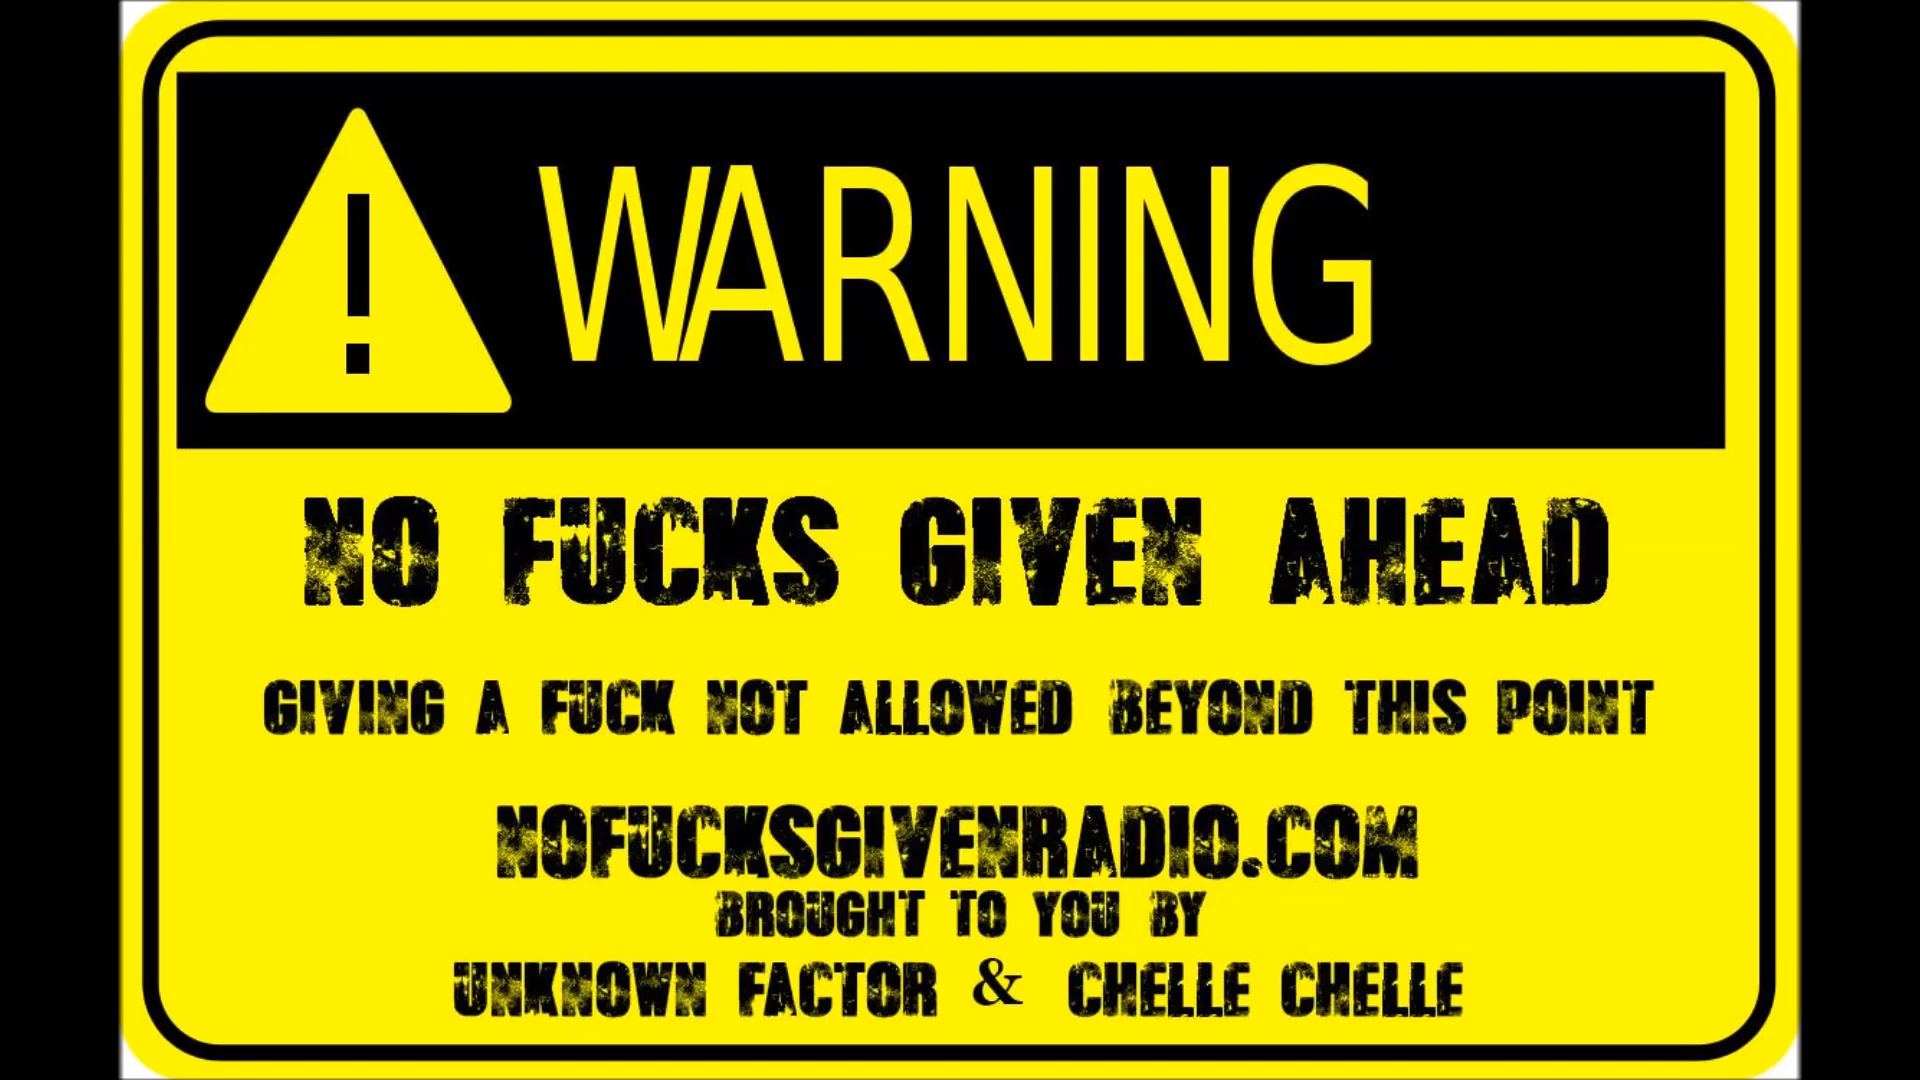 WARNING
NO FUCKS GIVEN AHEAD
GIVING A FUCK NOT ALLOWED BEYOND THIS POINT
NOFUCKSGIVENRADIO.COM
BROUGHT TO YOU BY
UNKNOWN FACTOR & CHELLE CHELLE